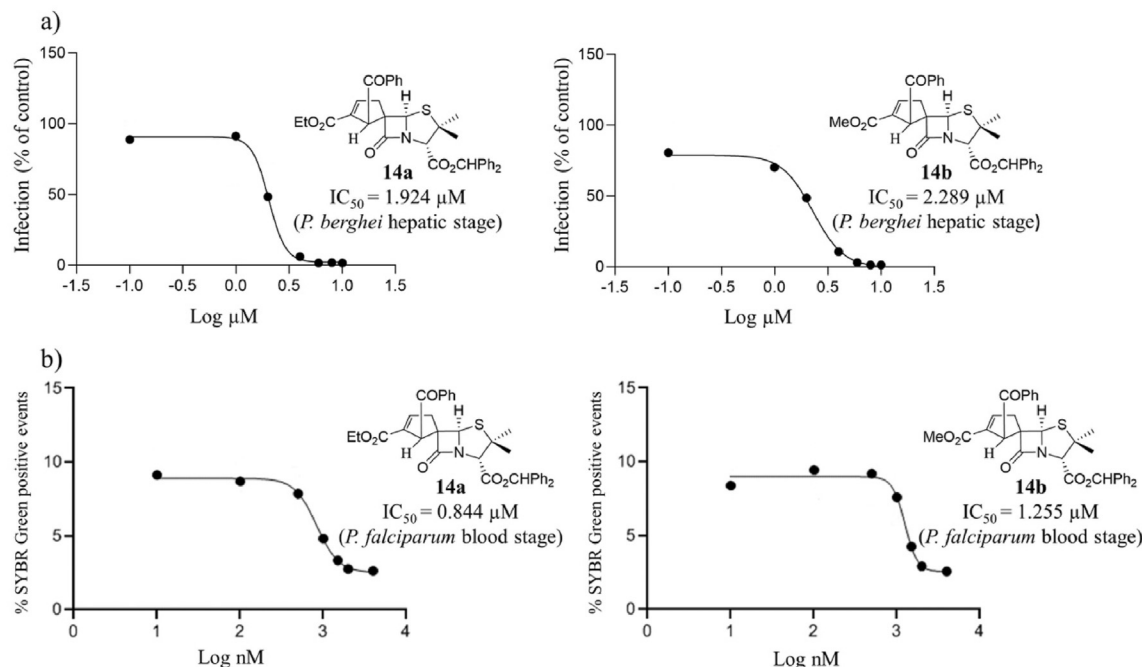 a)
150
100
50
0
Infection (% of control)
-1.5 -1.0 -0.5 0.0 0.5 1.0 1.5
Log μM
COPh
H
S
EtO₂C
H
N
O
CO₂CHPh₂
14a
IC₅₀ = 1.924 μM
(P. berghei hepatic stage)
150
100
50
0
Infection (% of control)
-1.5 -1.0 -0.5 0.0 0.5 1.0 1.5
Log μM
COPh
H
S
MeO₂C
H
N
O
CO₂CHPh₂
14b
IC₅₀ = 2.289 μM
(P. berghei hepatic stage)
b)
15
10
5
0
% SYBR Green positive events
0 1 2 3 4
Log nM
COPh
H
S
EtO₂C
H
N
O
CO₂CHPh₂
14a
IC₅₀ = 0.844 μM
(P. falciparum blood stage)
15
10
5
0
% SYBR Green positive events
0 1 2 3 4
Log nM
COPh
H
S
MeO₂C
H
N
O
CO₂CHPh₂
14b
IC₅₀ = 1.255 μM
(P. falciparum blood stage)